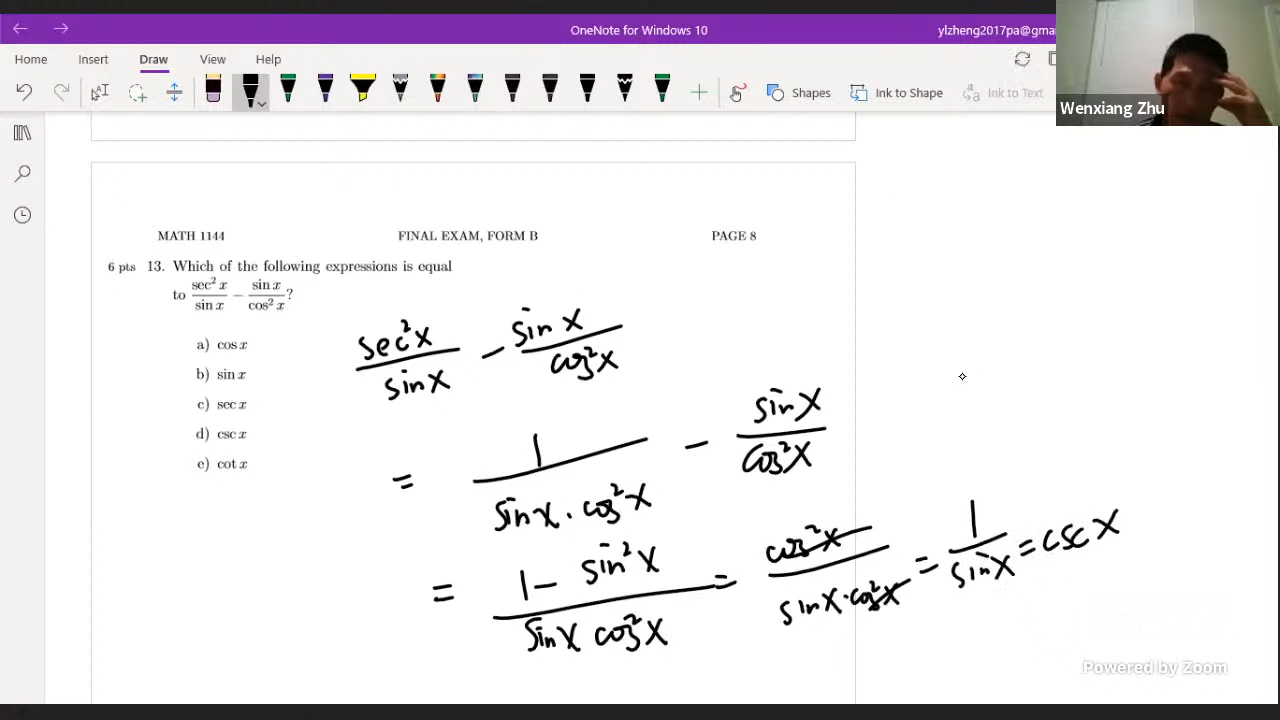 OneNote for Windows 10
ylzheng2017pa@gma
Home Insert Draw View Help
Shapes Ink to Shape Ink to Text
Wenxiang Zhu
MATH 1144 FINAL EXAM, FORM B PAGE 8
6 pts 13. Which of the following expressions is equal
to sec² x / sin x − sin x / cos² x ?
a) cos x
b) sin x
c) sec x
d) csc x
e) cot x
sec²x / sinx − sin x / cos²x
= 1 / sinx · cos²x − sinx / cos²x
= 1 − sin²x / sinx cos²x = cos²x / sinx · cos²x = 1 / sinx = csc x
Powered by Zoom